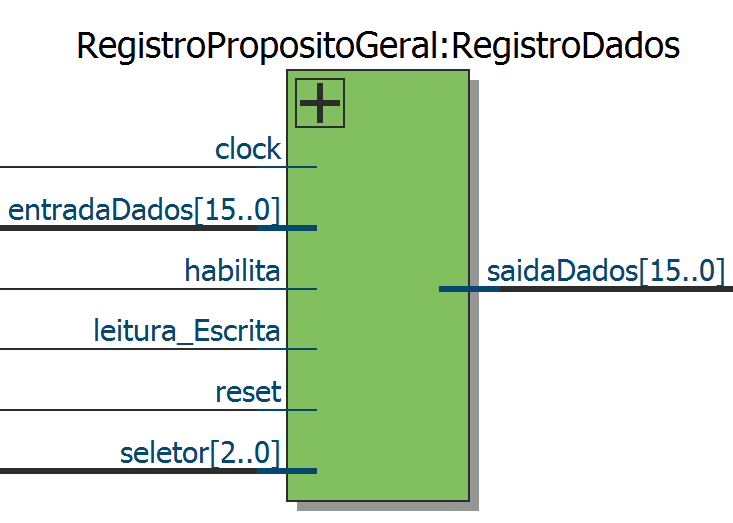 RegistroPropositoGeral:RegistroDados
clock
entradaDados[15..0]
habilita
saidaDados[15..0]
leitura_Escrita
reset
seletor[2..0]